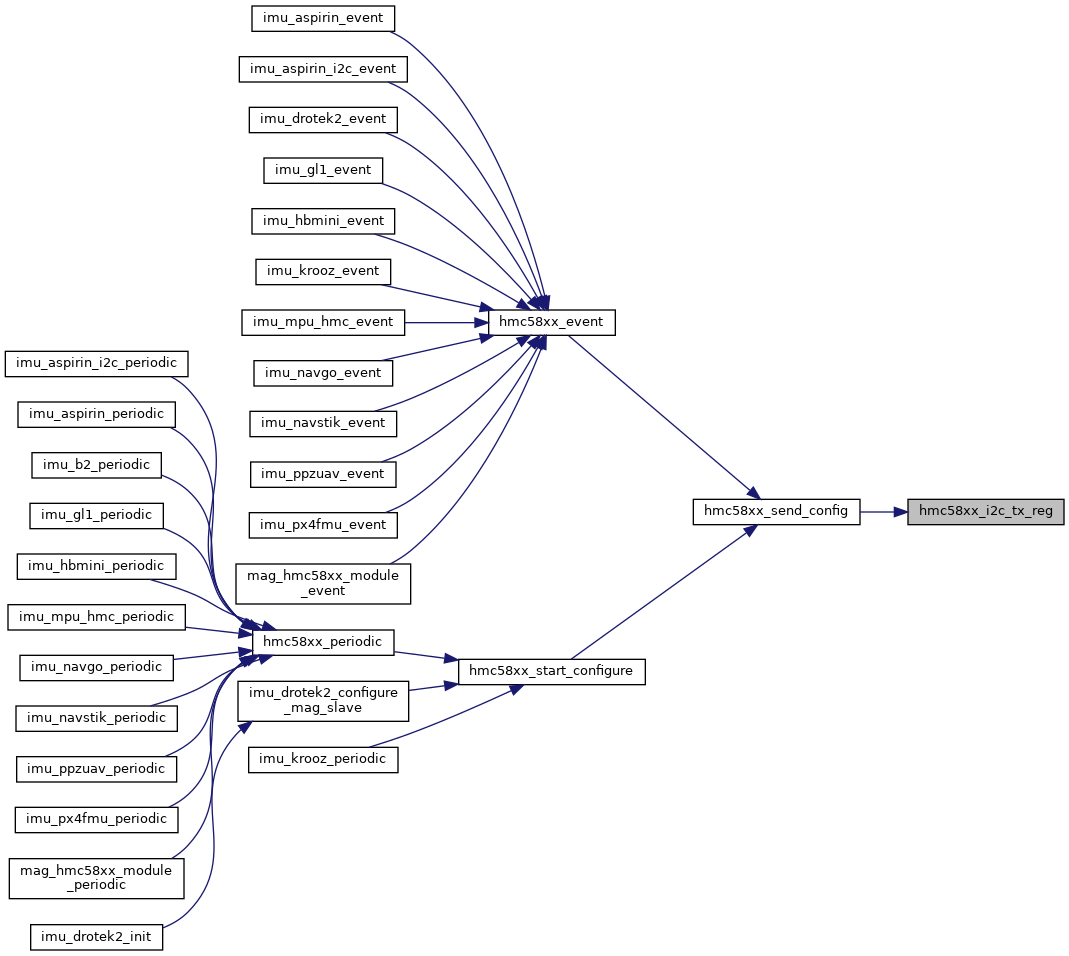 imu_aspirin_event
imu_aspirin_i2c_event
imu_drotek2_event
imu_gl1_event
imu_hbmini_event
imu_krooz_event
imu_mpu_hmc_event
hmc58xx_event
imu_aspirin_i2c_periodic
imu_navgo_event
imu_aspirin_periodic
imu_navstik_event
imu_b2_periodic
imu_ppzuav_event
imu_gl1_periodic
imu_px4fmu_event
hmc58xx_send_config
hmc58xx_i2c_tx_reg
imu_hbmini_periodic
mag_hmc58xx_module
_event
imu_mpu_hmc_periodic
hmc58xx_periodic
imu_navgo_periodic
hmc58xx_start_configure
imu_drotek2_configure
_mag_slave
imu_navstik_periodic
imu_krooz_periodic
imu_ppzuav_periodic
imu_px4fmu_periodic
mag_hmc58xx_module
_periodic
imu_drotek2_init